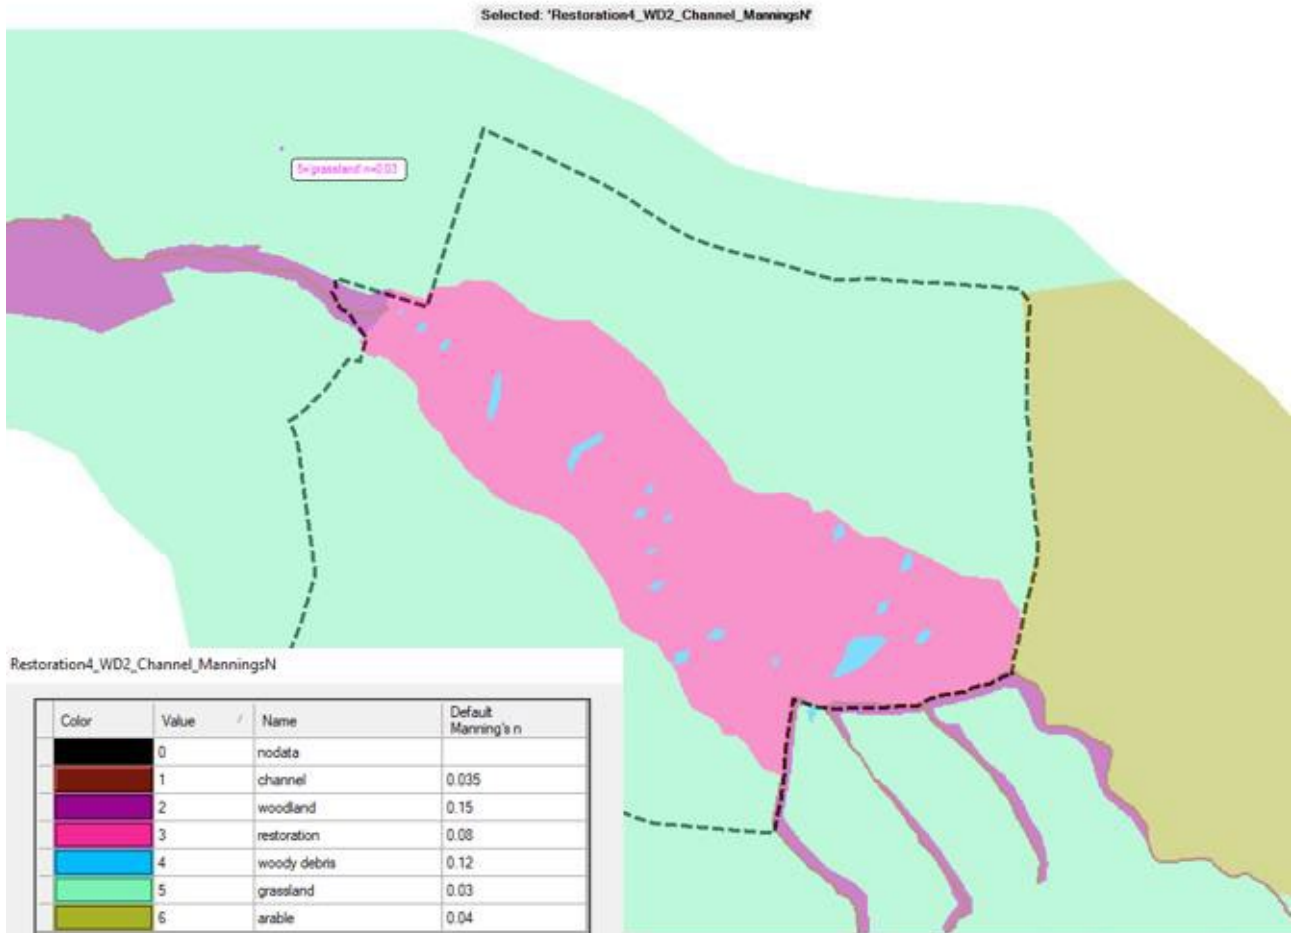 Selected: 'Restoration4_WD2_Channel_ManningsN'
5='grassland' n=0.03
Restoration4_WD2_Channel_ManningsN
Color Value / Name Default Manning's n
0 nodata
1 channel 0.035
2 woodland 0.15
3 restoration 0.08
4 woody debris 0.12
5 grassland 0.03
6 arable 0.04